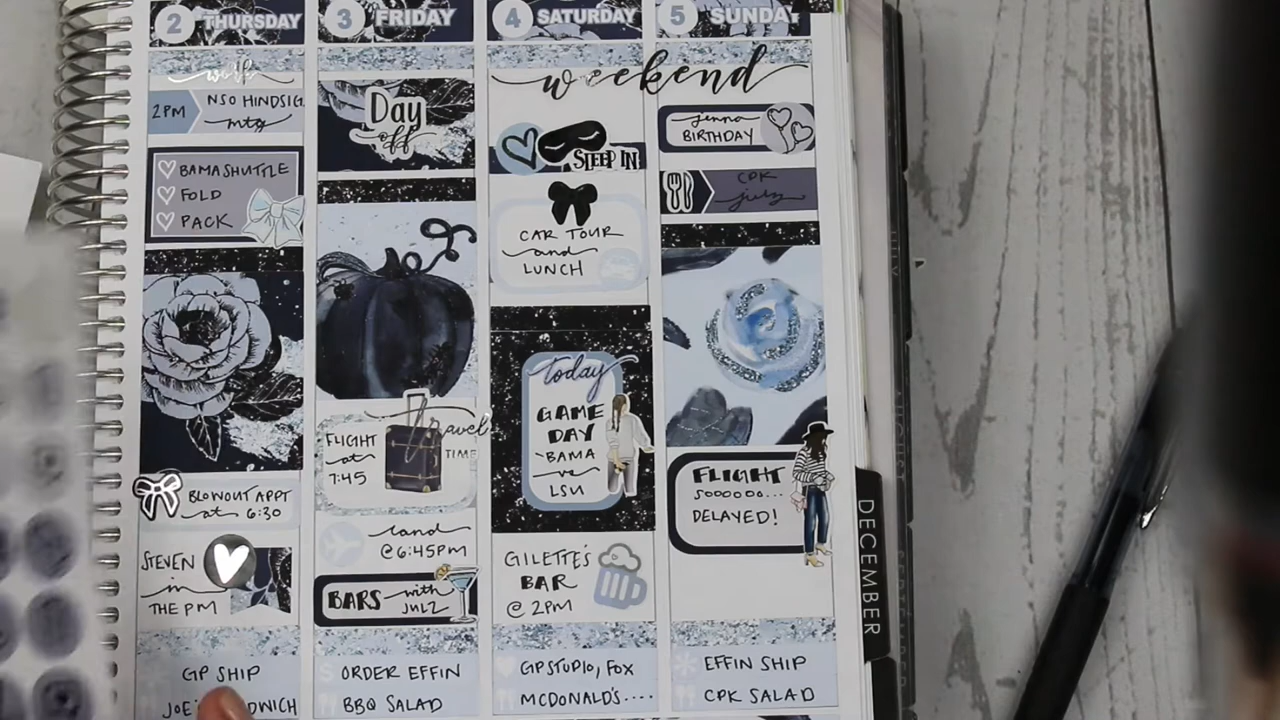 2 THURSDAY
work
2PM NSO HINDSIG
mtg
BAMA SHUTTLE
FOLD
PACK
BLOWOUT APPT
at 6:30
STEVEN
in
THE PM
GP SHIP
3 FRIDAY
Day
off
travel
TIME
FLIGHT
at
7:45
land
@ 6:45PM
BARS with
JULZ
ORDER EFFIN
BBQ SALAD
4 SATURDAY
weekend
SLEEP IN
CAR TOUR
and
LUNCH
today
GAME
DAY
BAMA
vs
LSU
GILETTE'S
BAR
@ 2PM
GP STUDIO, FOX
MCDONALD'S....
5 SUNDAY
jenna
BIRTHDAY
CPK
julz
FLIGHT
SOOOOOO...
DELAYED!
EFFIN SHIP
CPK SALAD
DECEMBER